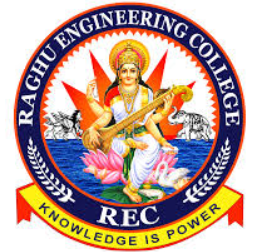 RAGHU ENGINEERING COLLEGE
REC
KNOWLEDGE IS POWER